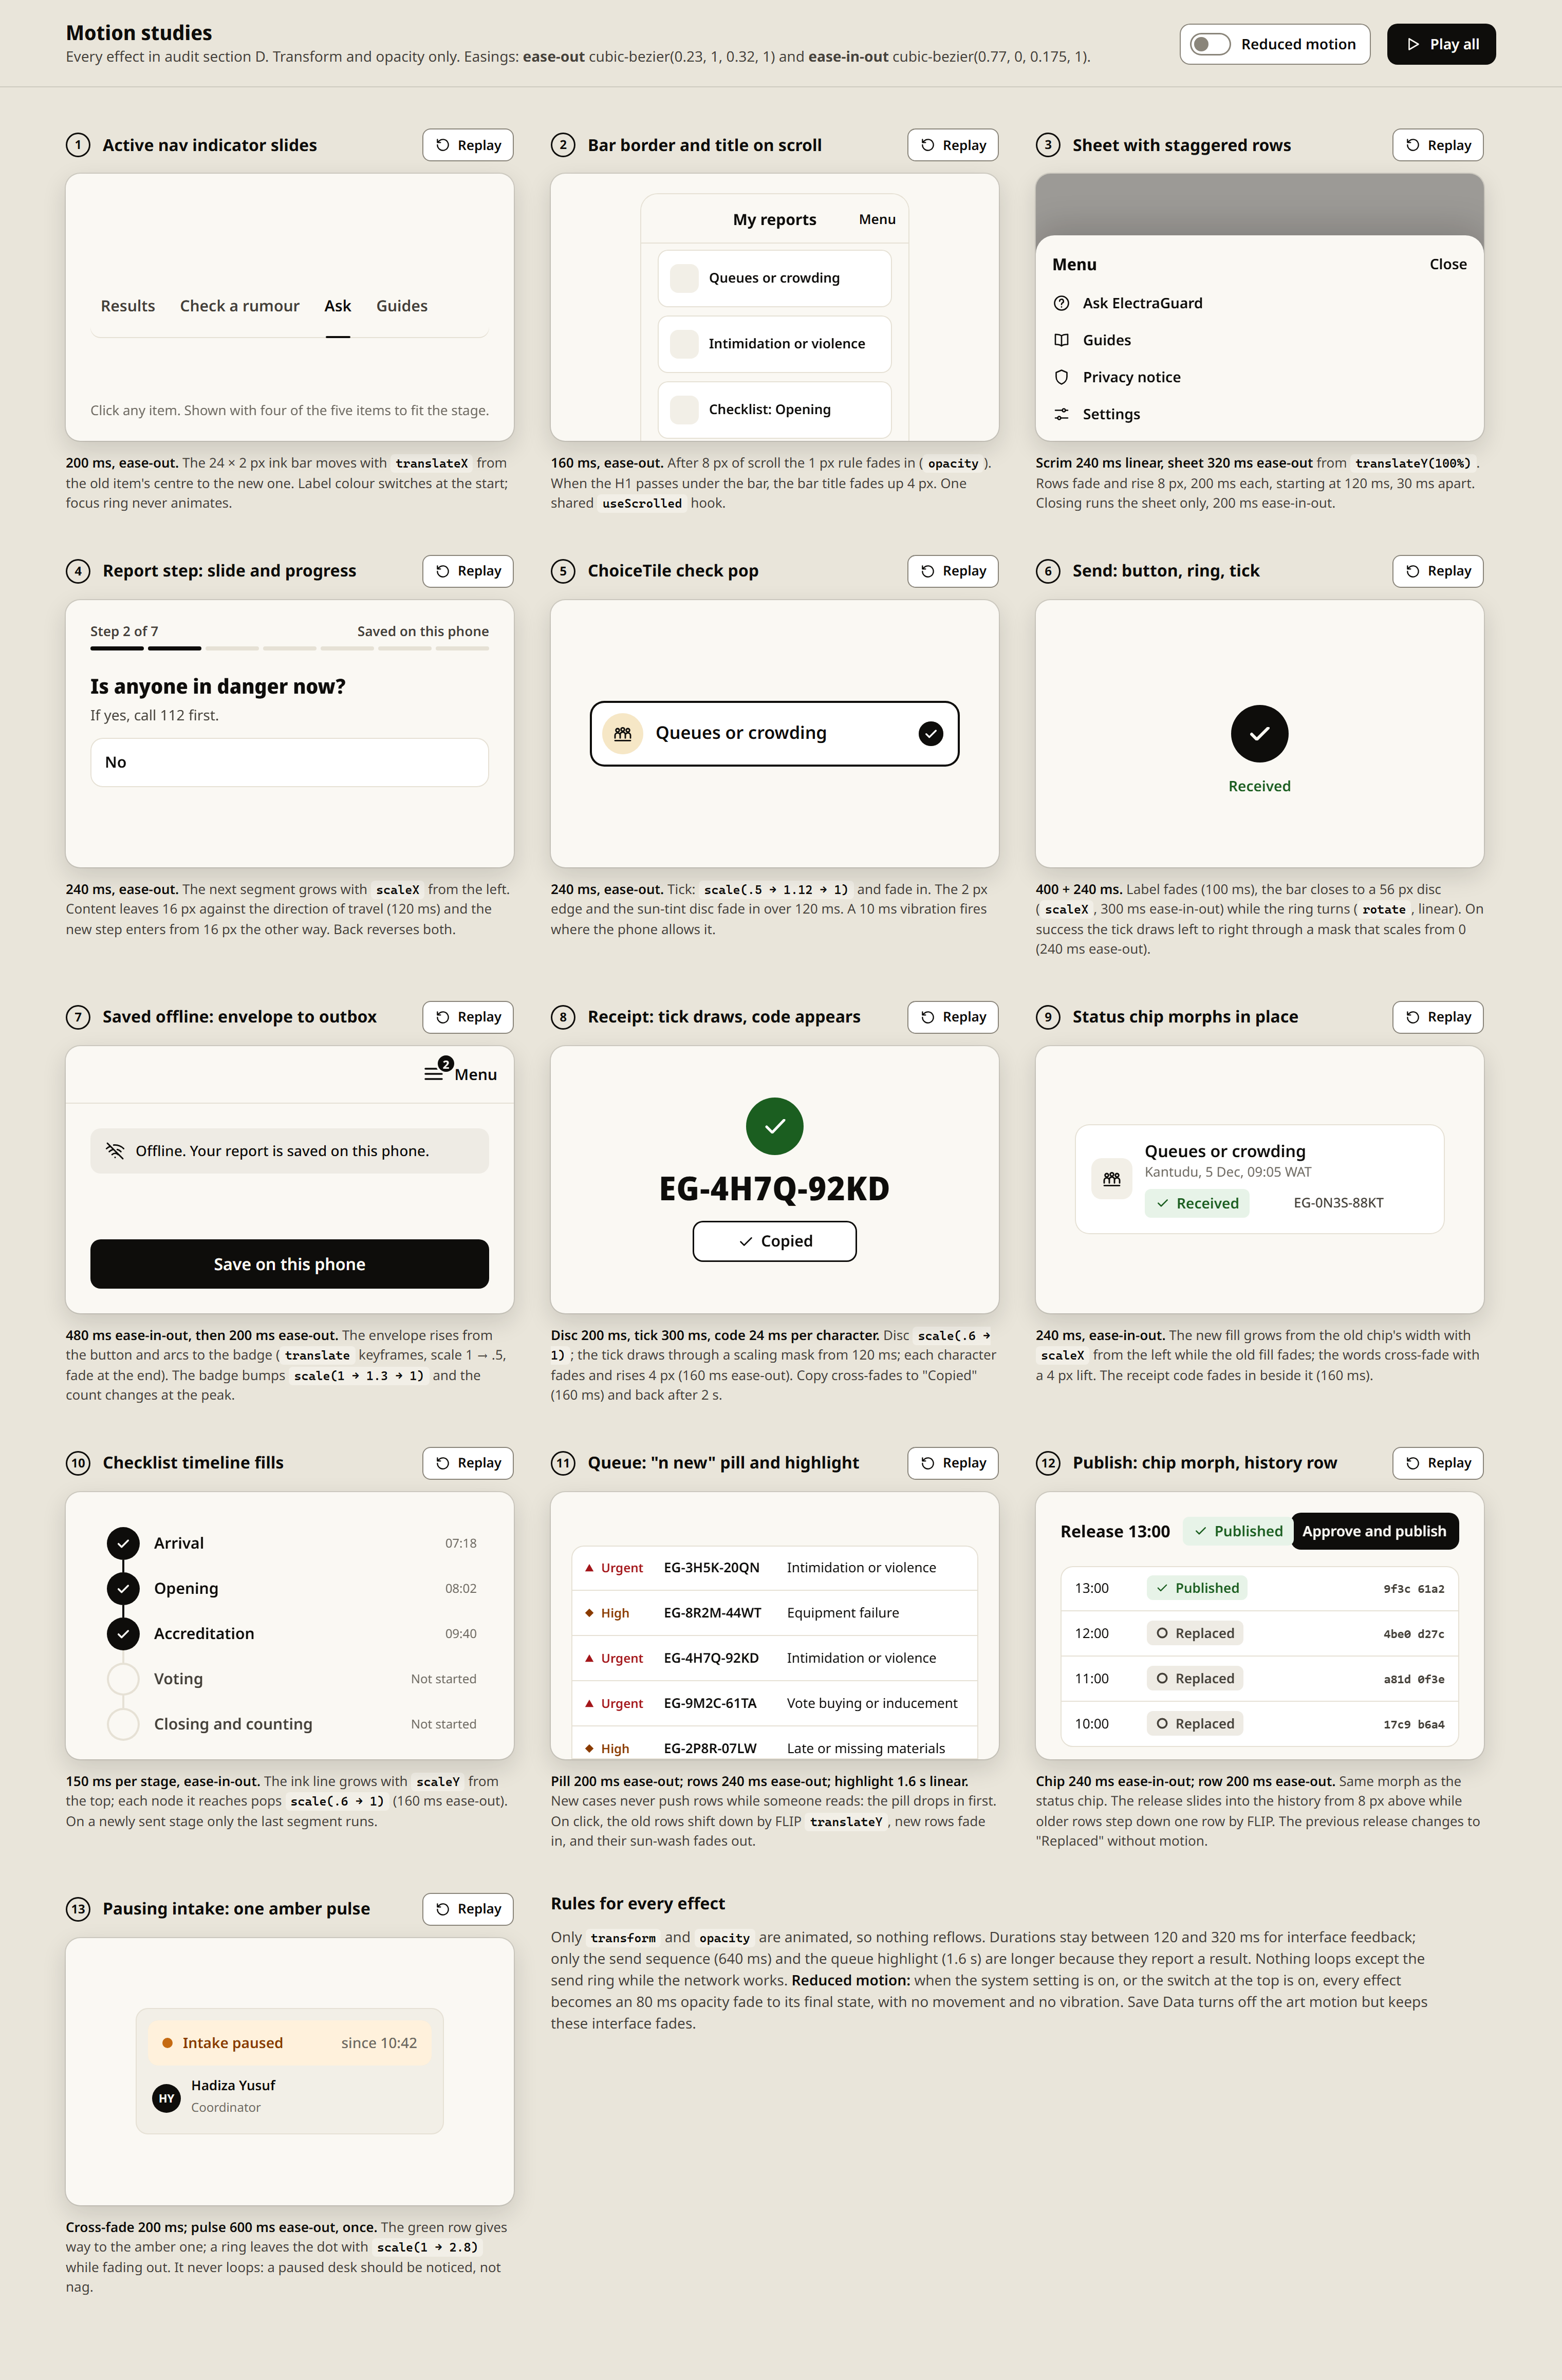 Motion studies
Every effect in audit section D. Transform and opacity only. Easings: ease-out cubic-bezier(0.23, 1, 0.32, 1) and ease-in-out cubic-bezier(0.77, 0, 0.175, 1).
Reduced motion
Play all
1 Active nav indicator slides
Replay
Results Check a rumour Ask Guides
Click any item. Shown with four of the five items to fit the stage.
200 ms, ease-out. The 24 × 2 px ink bar moves with translateX from
the old item's centre to the new one. Label colour switches at the start;
focus ring never animates.
2 Bar border and title on scroll
Replay
My reports Menu
Queues or crowding
Intimidation or violence
Checklist: Opening
160 ms, ease-out. After 8 px of scroll the 1 px rule fades in ( opacity ).
When the H1 passes under the bar, the bar title fades up 4 px. One
shared useScrolled hook.
3 Sheet with staggered rows
Replay
Menu Close
Ask ElectraGuard
Guides
Privacy notice
Settings
Scrim 240 ms linear, sheet 320 ms ease-out from translateY(100%) .
Rows fade and rise 8 px, 200 ms each, starting at 120 ms, 30 ms apart.
Closing runs the sheet only, 200 ms ease-in-out.
4 Report step: slide and progress
Replay
Step 2 of 7 Saved on this phone
Is anyone in danger now?
If yes, call 112 first.
No
240 ms, ease-out. The next segment grows with scaleX from the left.
Content leaves 16 px against the direction of travel (120 ms) and the
new step enters from 16 px the other way. Back reverses both.
5 ChoiceTile check pop
Replay
Queues or crowding
240 ms, ease-out. Tick: scale(.5 → 1.12 → 1) and fade in. The 2 px
edge and the sun-tint disc fade in over 120 ms. A 10 ms vibration fires
where the phone allows it.
6 Send: button, ring, tick
Replay
Received
400 + 240 ms. Label fades (100 ms), the bar closes to a 56 px disc
( scaleX , 300 ms ease-in-out) while the ring turns ( rotate , linear). On
success the tick draws left to right through a mask that scales from 0
(240 ms ease-out).
7 Saved offline: envelope to outbox
Replay
2 Menu
Offline. Your report is saved on this phone.
Save on this phone
480 ms ease-in-out, then 200 ms ease-out. The envelope rises from
the button and arcs to the badge ( translate keyframes, scale 1 → .5,
fade at the end). The badge bumps scale(1 → 1.3 → 1) and the
count changes at the peak.
8 Receipt: tick draws, code appears
Replay
EG-4H7Q-92KD
Copied
Disc 200 ms, tick 300 ms, code 24 ms per character. Disc scale(.6 →
1) ; the tick draws through a scaling mask from 120 ms; each character
fades and rises 4 px (160 ms ease-out). Copy cross-fades to "Copied"
(160 ms) and back after 2 s.
9 Status chip morphs in place
Replay
Queues or crowding
Kantudu, 5 Dec, 09:05 WAT
Received EG-0N3S-88KT
240 ms, ease-in-out. The new fill grows from the old chip's width with
scaleX from the left while the old fill fades; the words cross-fade with
a 4 px lift. The receipt code fades in beside it (160 ms).
10 Checklist timeline fills
Replay
Arrival 07:18
Opening 08:02
Accreditation 09:40
Voting Not started
Closing and counting Not started
150 ms per stage, ease-in-out. The ink line grows with scaleY from
the top; each node it reaches pops scale(.6 → 1) (160 ms ease-out).
On a newly sent stage only the last segment runs.
11 Queue: "n new" pill and highlight
Replay
Urgent EG-3H5K-20QN Intimidation or violence
High EG-8R2M-44WT Equipment failure
Urgent EG-4H7Q-92KD Intimidation or violence
Urgent EG-9M2C-61TA Vote buying or inducement
High EG-2P8R-07LW Late or missing materials
Pill 200 ms ease-out; rows 240 ms ease-out; highlight 1.6 s linear.
New cases never push rows while someone reads: the pill drops in first.
On click, the old rows shift down by FLIP translateY , new rows fade
in, and their sun-wash fades out.
12 Publish: chip morph, history row
Replay
Release 13:00 Published Approve and publish
13:00 Published 9f3c 61a2
12:00 Replaced 4be0 d27c
11:00 Replaced a81d 0f3e
10:00 Replaced 17c9 b6a4
Chip 240 ms ease-in-out; row 200 ms ease-out. Same morph as the
status chip. The release slides into the history from 8 px above while
older rows step down one row by FLIP. The previous release changes to
"Replaced" without motion.
13 Pausing intake: one amber pulse
Replay
Intake paused since 10:42
HY
Hadiza Yusuf
Coordinator
Cross-fade 200 ms; pulse 600 ms ease-out, once. The green row gives
way to the amber one; a ring leaves the dot with scale(1 → 2.8)
while fading out. It never loops: a paused desk should be noticed, not
nag.
Rules for every effect
Only transform and opacity are animated, so nothing reflows. Durations stay between 120 and 320 ms for interface feedback;
only the send sequence (640 ms) and the queue highlight (1.6 s) are longer because they report a result. Nothing loops except the
send ring while the network works. Reduced motion: when the system setting is on, or the switch at the top is on, every effect
becomes an 80 ms opacity fade to its final state, with no movement and no vibration. Save Data turns off the art motion but keeps
these interface fades.